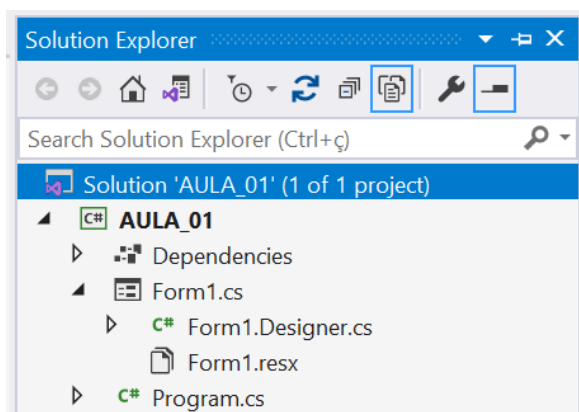 Solution Explorer
Search Solution Explorer (Ctrl+ç)
Solution 'AULA_01' (1 of 1 project)
C# AULA_01
Dependencies
Form1.cs
C# Form1.Designer.cs
Form1.resx
C# Program.cs